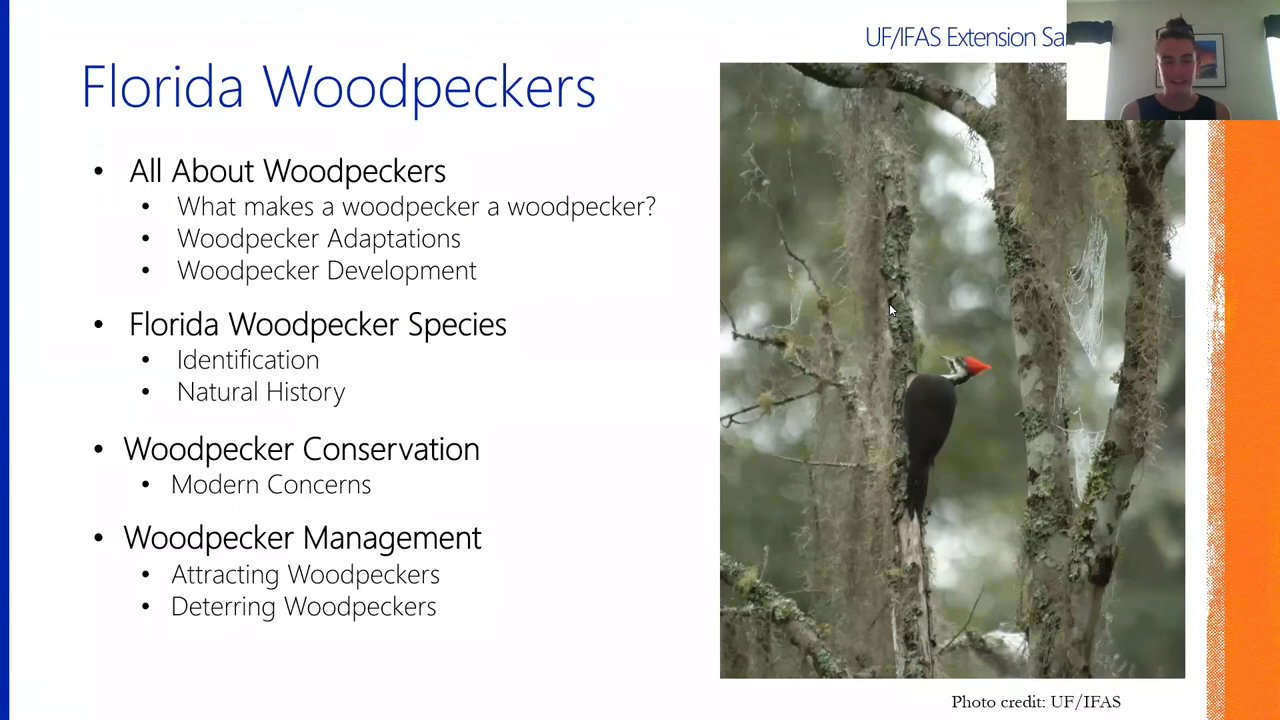 UF/IFAS Extension
Florida Woodpeckers
• All About Woodpeckers
• What makes a woodpecker a woodpecker?
• Woodpecker Adaptations
• Woodpecker Development
• Florida Woodpecker Species
• Identification
• Natural History
• Woodpecker Conservation
• Modern Concerns
• Woodpecker Management
• Attracting Woodpeckers
• Deterring Woodpeckers
Photo credit: UF/IFAS